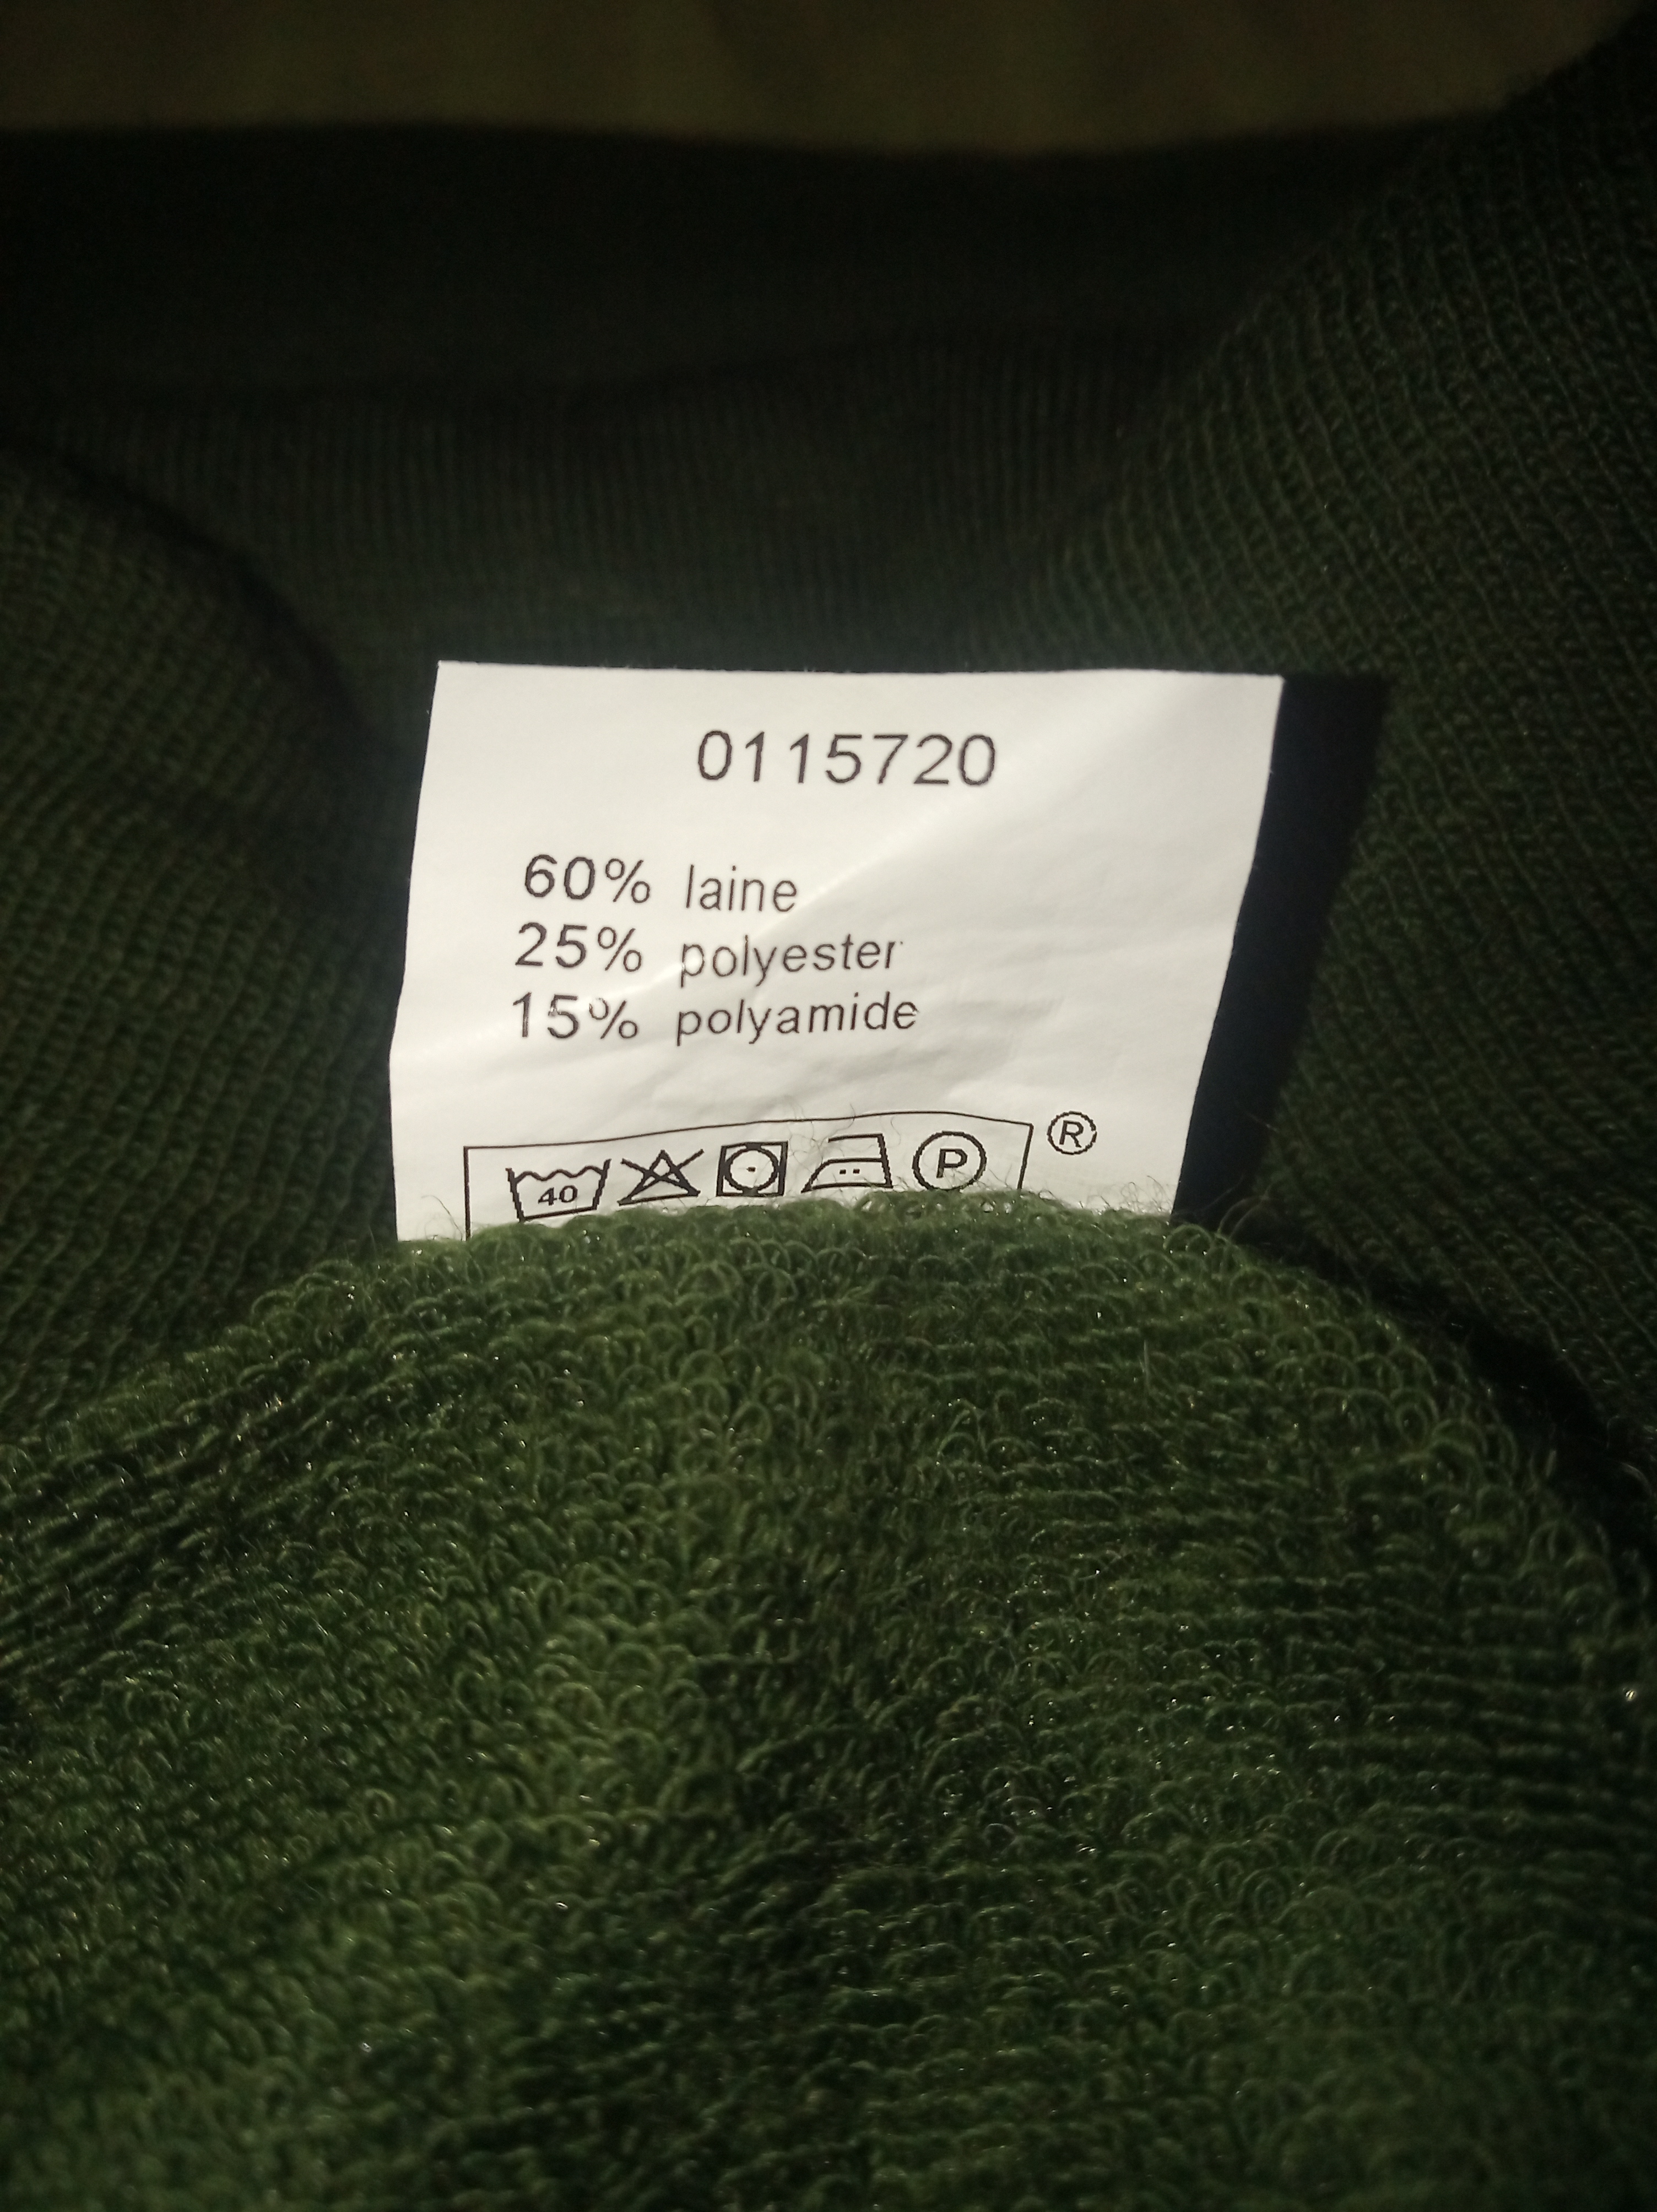 0115720
60% laine
25% polyester
15% polyamide
40 P ®